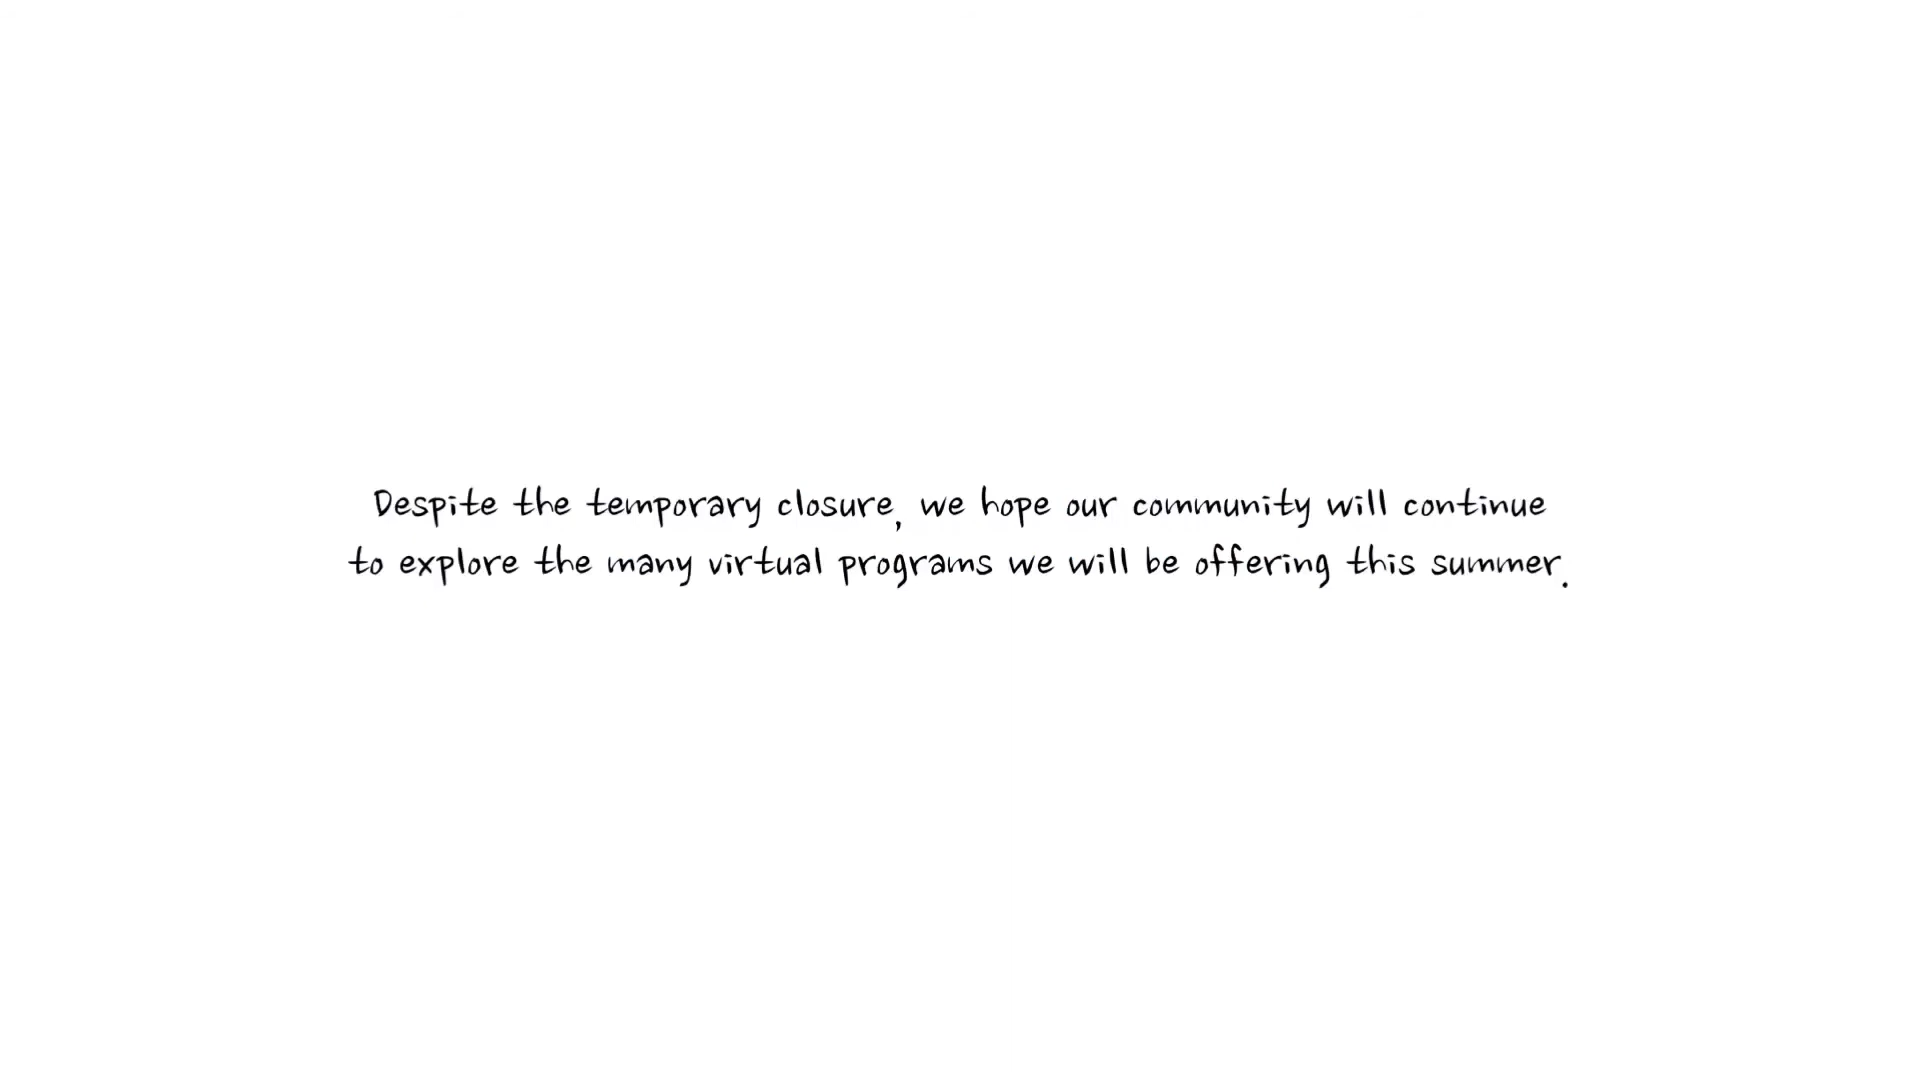 Despite the temporary closure, we hope our community will continue
to explore the many virtual programs we will be offering this summer.